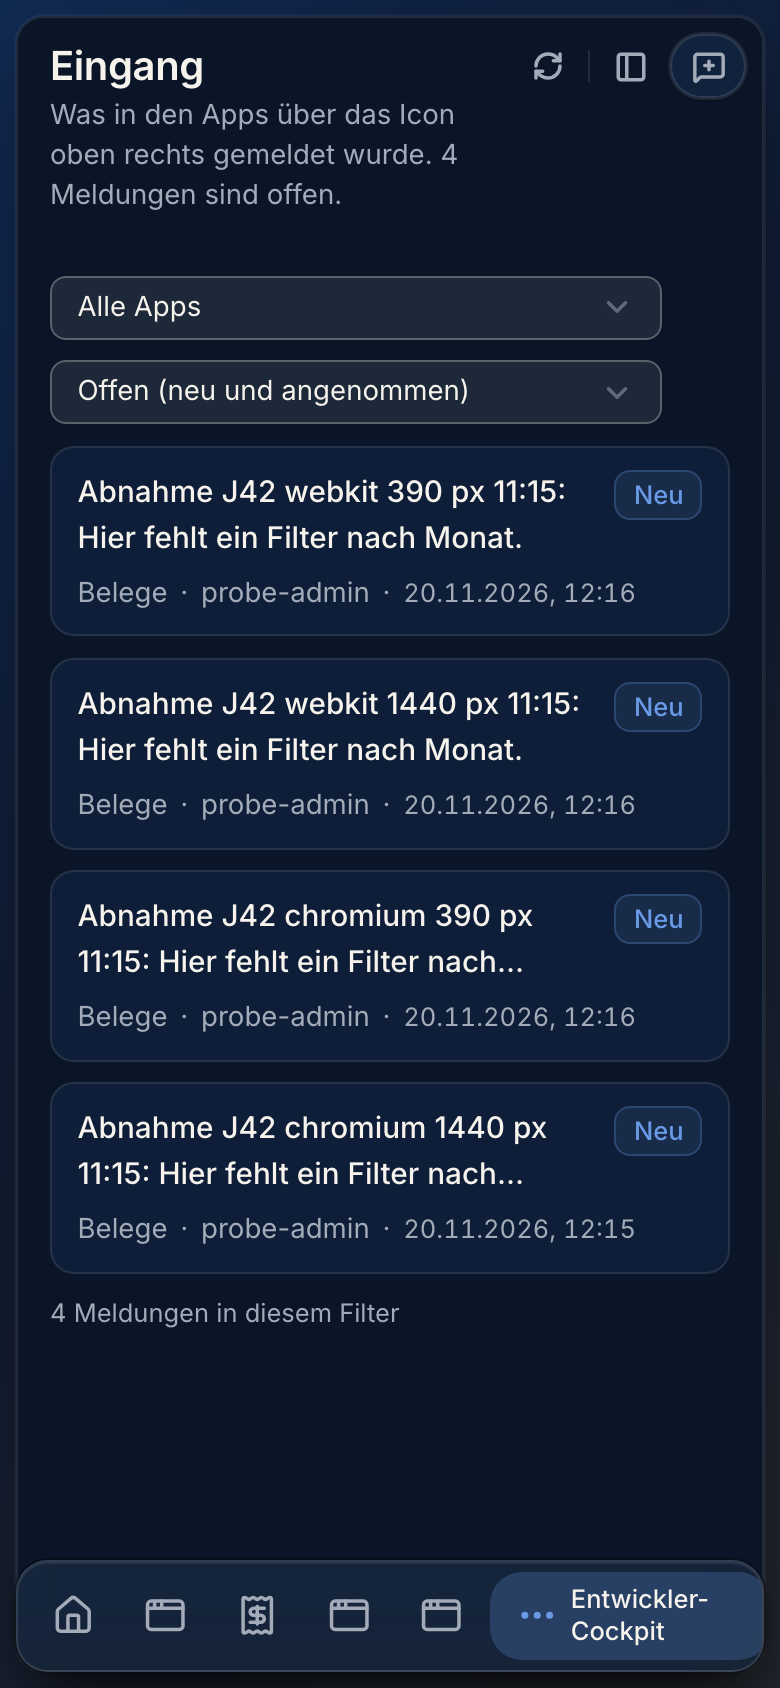 Eingang
Was in den Apps über das Icon
oben rechts gemeldet wurde. 4
Meldungen sind offen.
Alle Apps
Offen (neu und angenommen)
Abnahme J42 webkit 390 px 11:15:
Hier fehlt ein Filter nach Monat.
Neu
Belege · probe-admin · 20.11.2026, 12:16
Abnahme J42 webkit 1440 px 11:15:
Hier fehlt ein Filter nach Monat.
Neu
Belege · probe-admin · 20.11.2026, 12:16
Abnahme J42 chromium 390 px
11:15: Hier fehlt ein Filter nach...
Neu
Belege · probe-admin · 20.11.2026, 12:16
Abnahme J42 chromium 1440 px
11:15: Hier fehlt ein Filter nach...
Neu
Belege · probe-admin · 20.11.2026, 12:15
4 Meldungen in diesem Filter
Entwickler-
Cockpit